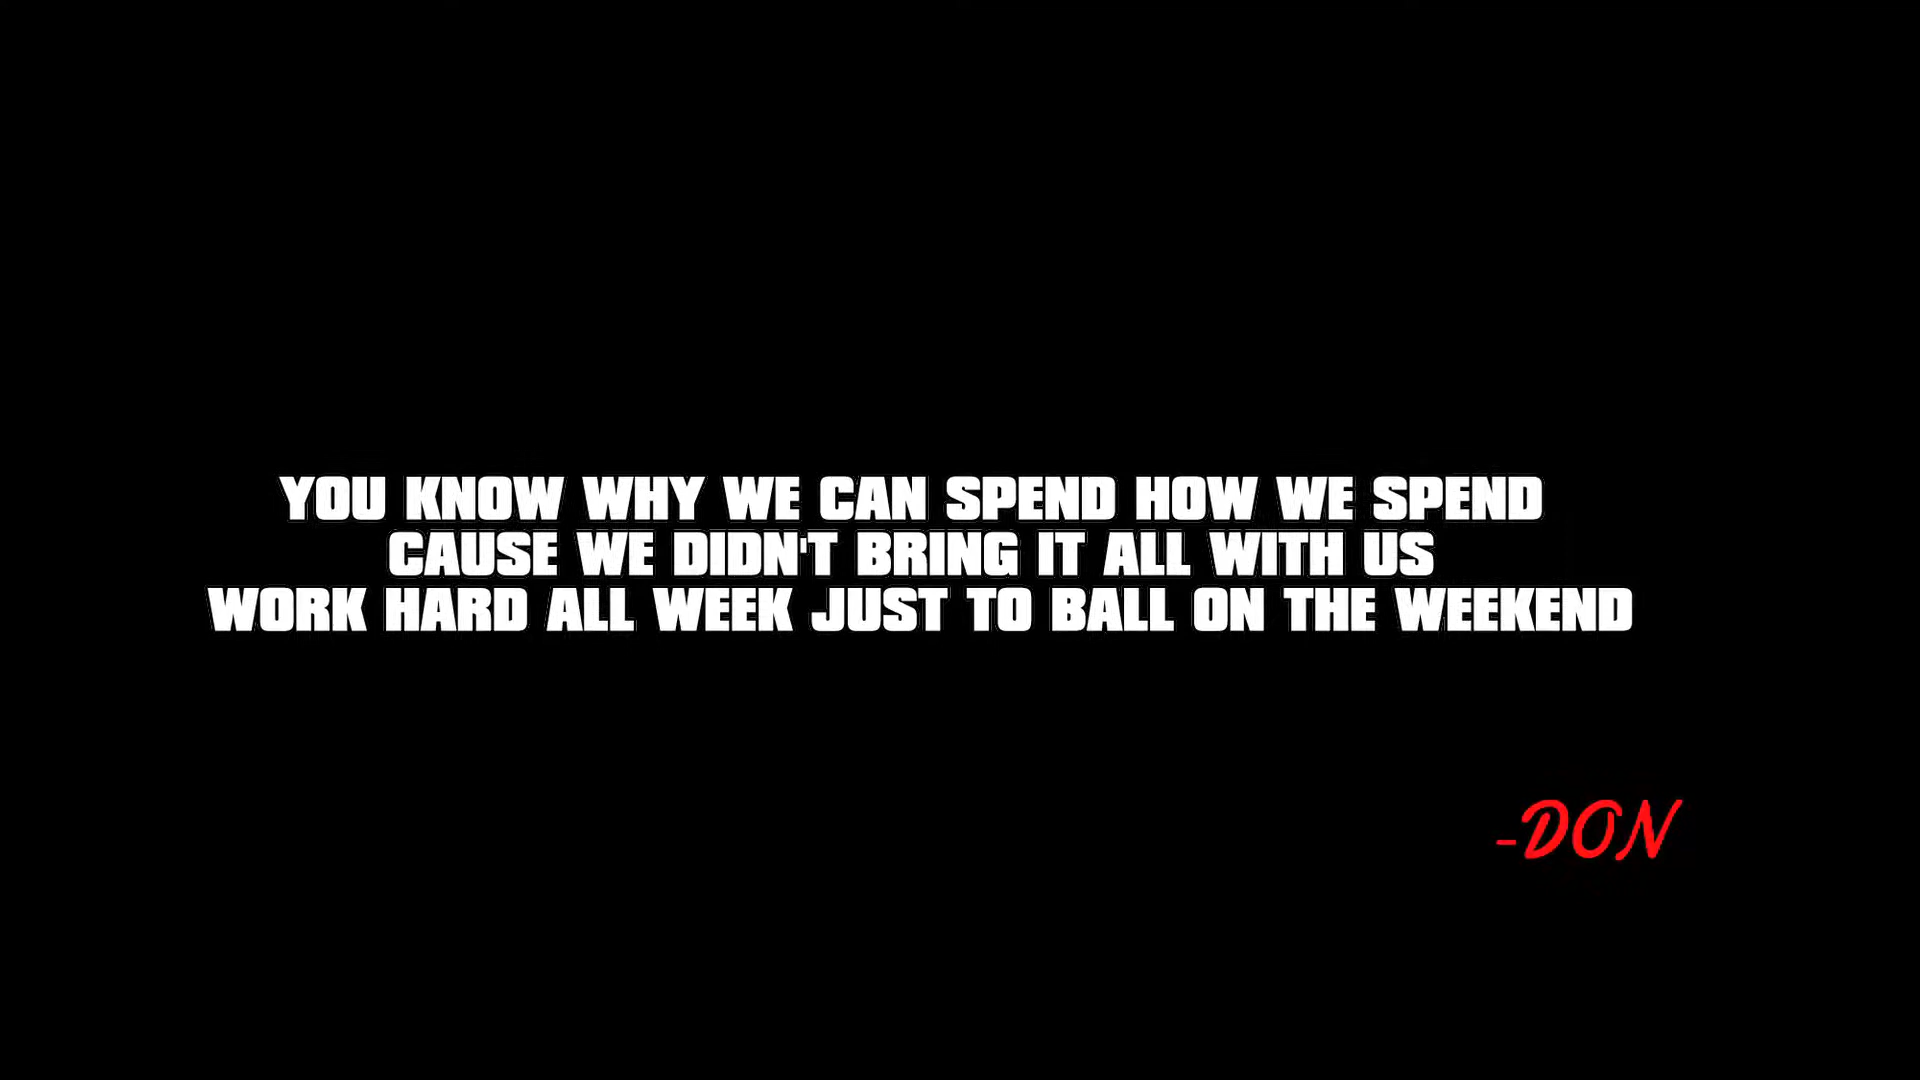 YOU KNOW WHY WE CAN SPEND HOW WE SPEND
CAUSE WE DIDN'T BRING IT ALL WITH US
WORK HARD ALL WEEK JUST TO BALL ON THE WEEKEND
-DON